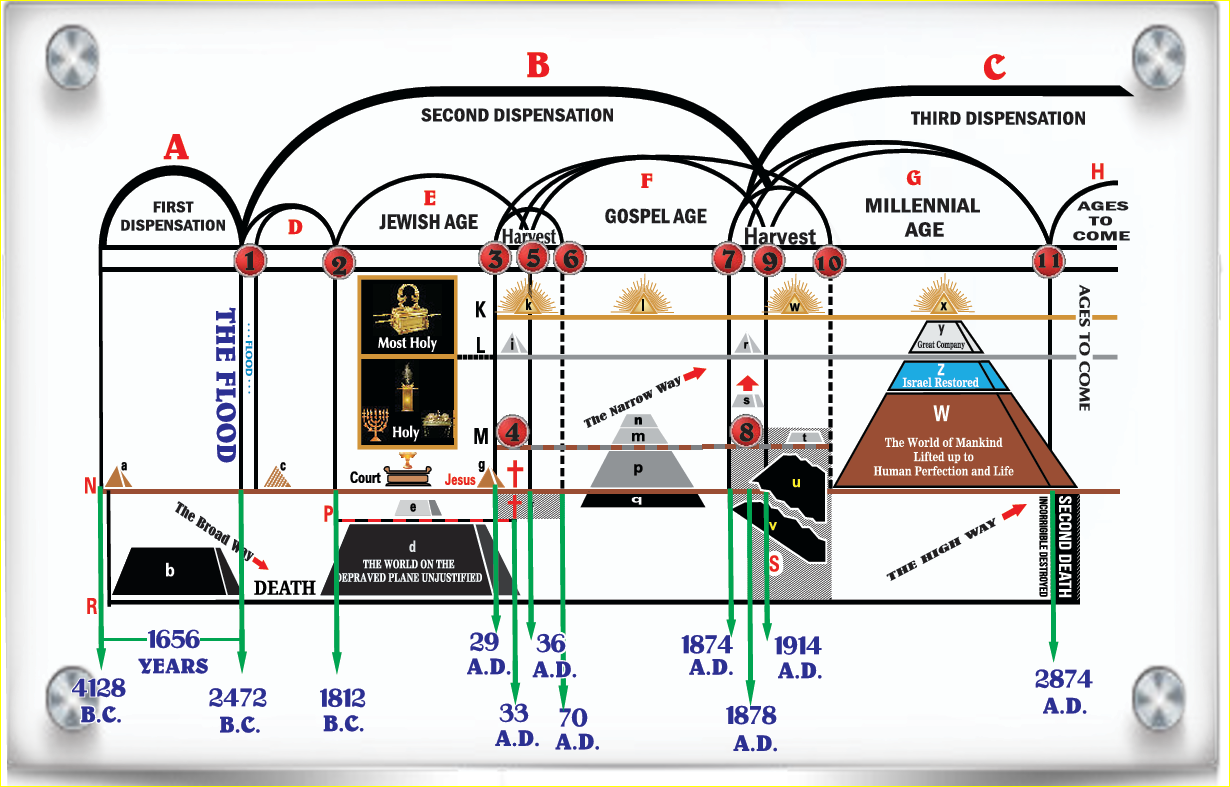 B
C
SECOND DISPENSATION
THIRD DISPENSATION
A
H
FIRST
DISPENSATION
D
E
JEWISH AGE
F
GOSPEL AGE
G
MILLENNIAL
AGE
AGES
TO
COME
Harvest
Harvest
1
2
3
5
6
7
9
10
11
K
k
l
w
x
Most Holy
L
i
r
y
Great Company
THE FLOOD
· · · FLOOD · · ·
AGES TO COME
Z
Israel Restored
The Narrow Way
s
Holy
M
4
n
m
8
t
W
The World of Mankind
Lifted up to
Human Perfection and Life
N
a
c
Court
Jesus
g
p
u
q
The Broad Way
P
e
v
b
DEATH
d
THE WORLD ON THE
DEPRAVED PLANE UNJUSTIFIED
S
THE HIGH WAY
INCORRIGIBLE DESTROYED
SECOND DEATH
R
1656
YEARS
29
A.D.
36
A.D.
1874
A.D.
1914
A.D.
4128
B.C.
2472
B.C.
1812
B.C.
33
A.D.
70
A.D.
1878
A.D.
2874
A.D.